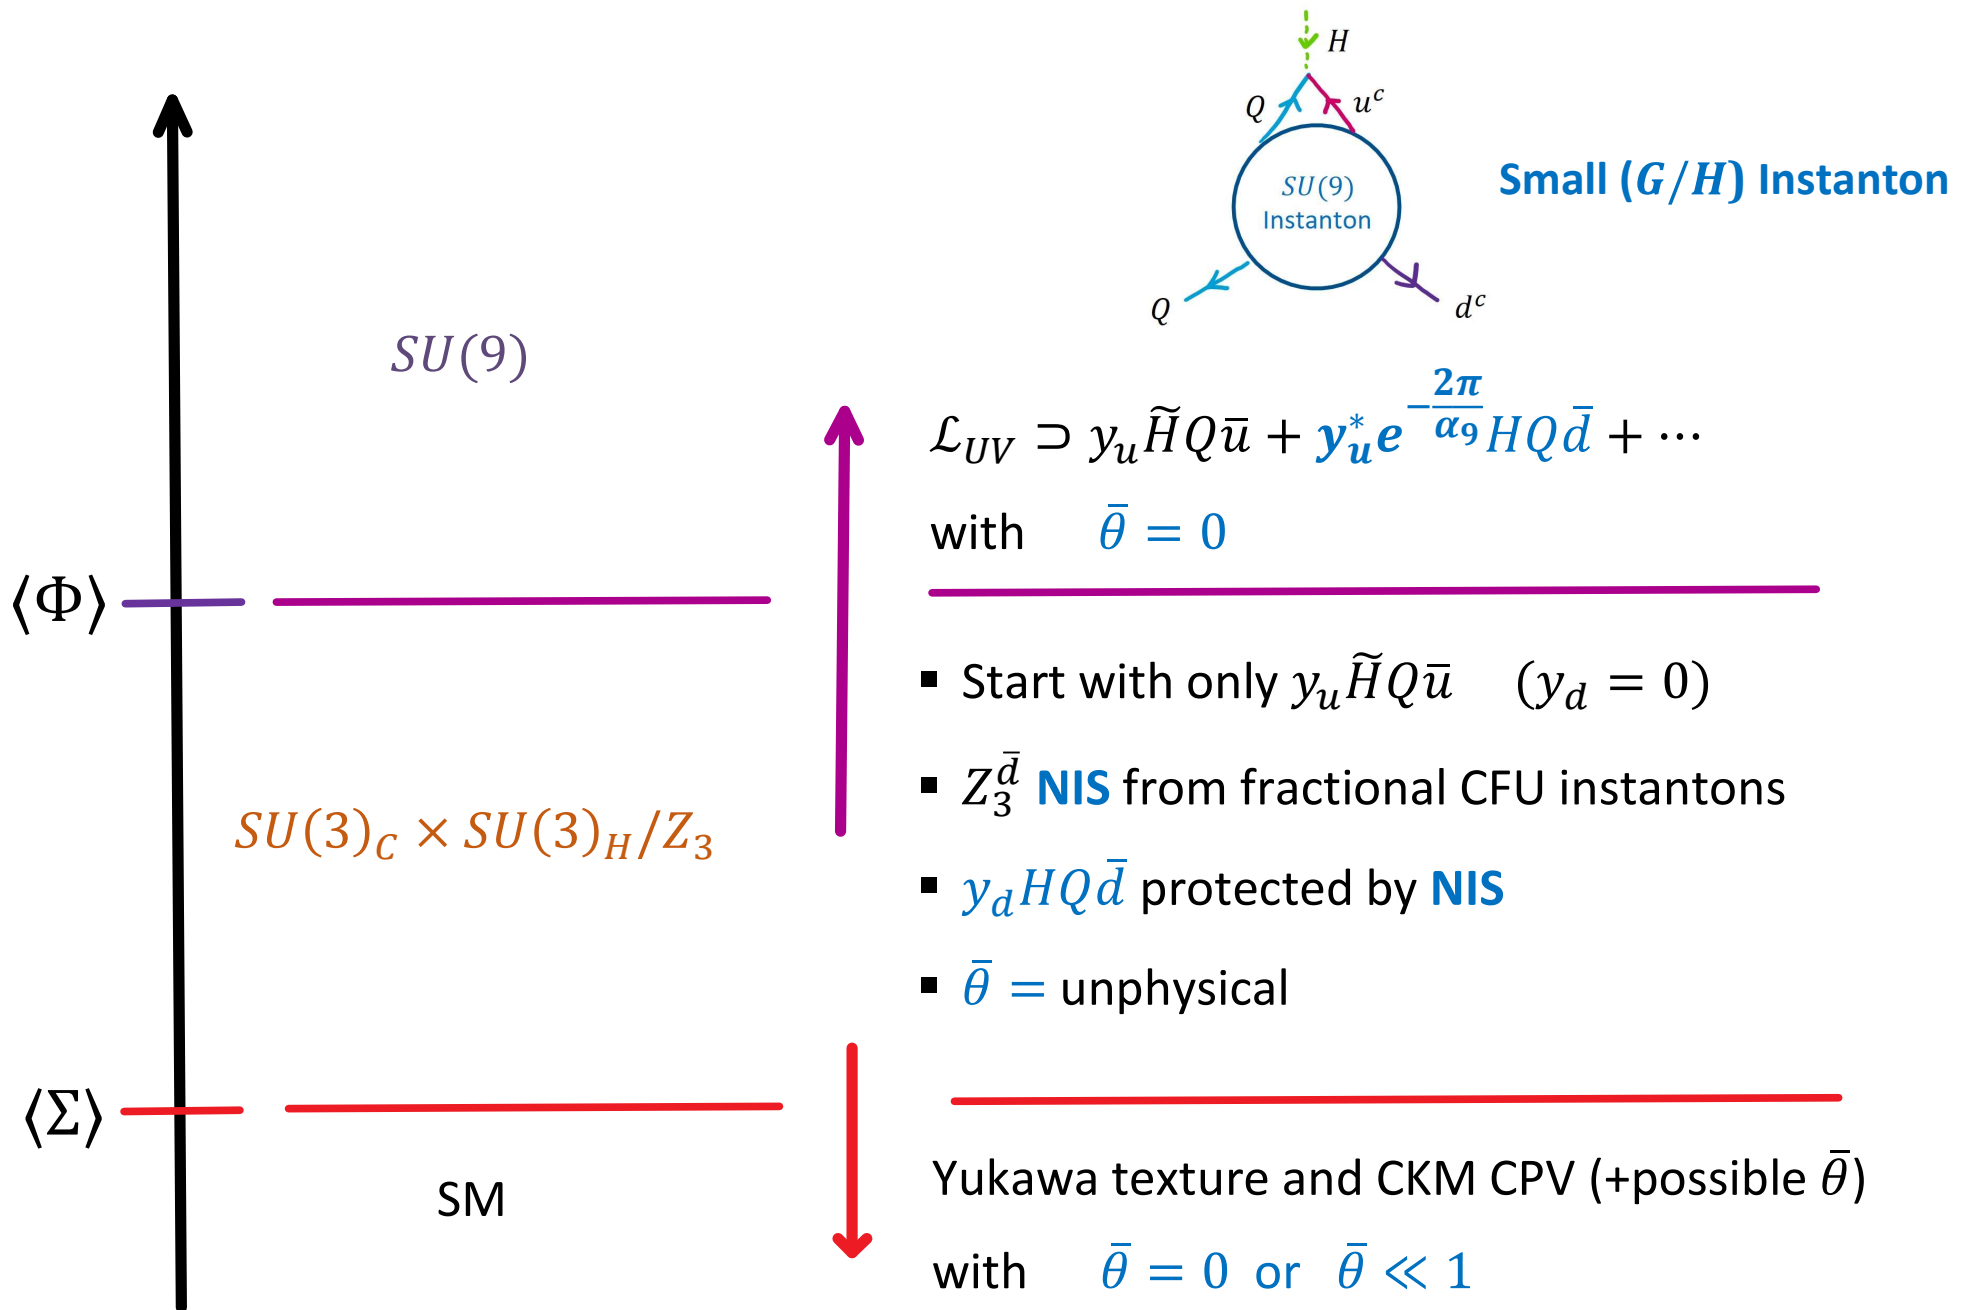 H
Q
u^c
SU(9)
Instanton
Small (G/H) Instanton
Q
d^c
SU(9)
ℒ_{UV} ⊃ y_u H̃Qū + y_u^* e^{-2π/α_9} HQd̄ + ⋯
with θ̄ = 0
⟨Φ⟩
▪ Start with only y_u H̃Qū (y_d = 0)
▪ Z_3^{d̄} NIS from fractional CFU instantons
SU(3)_C × SU(3)_H/Z_3
▪ y_d HQd̄ protected by NIS
▪ θ̄ = unphysical
⟨Σ⟩
SM
Yukawa texture and CKM CPV (+possible θ̄)
with θ̄ = 0 or θ̄ ≪ 1